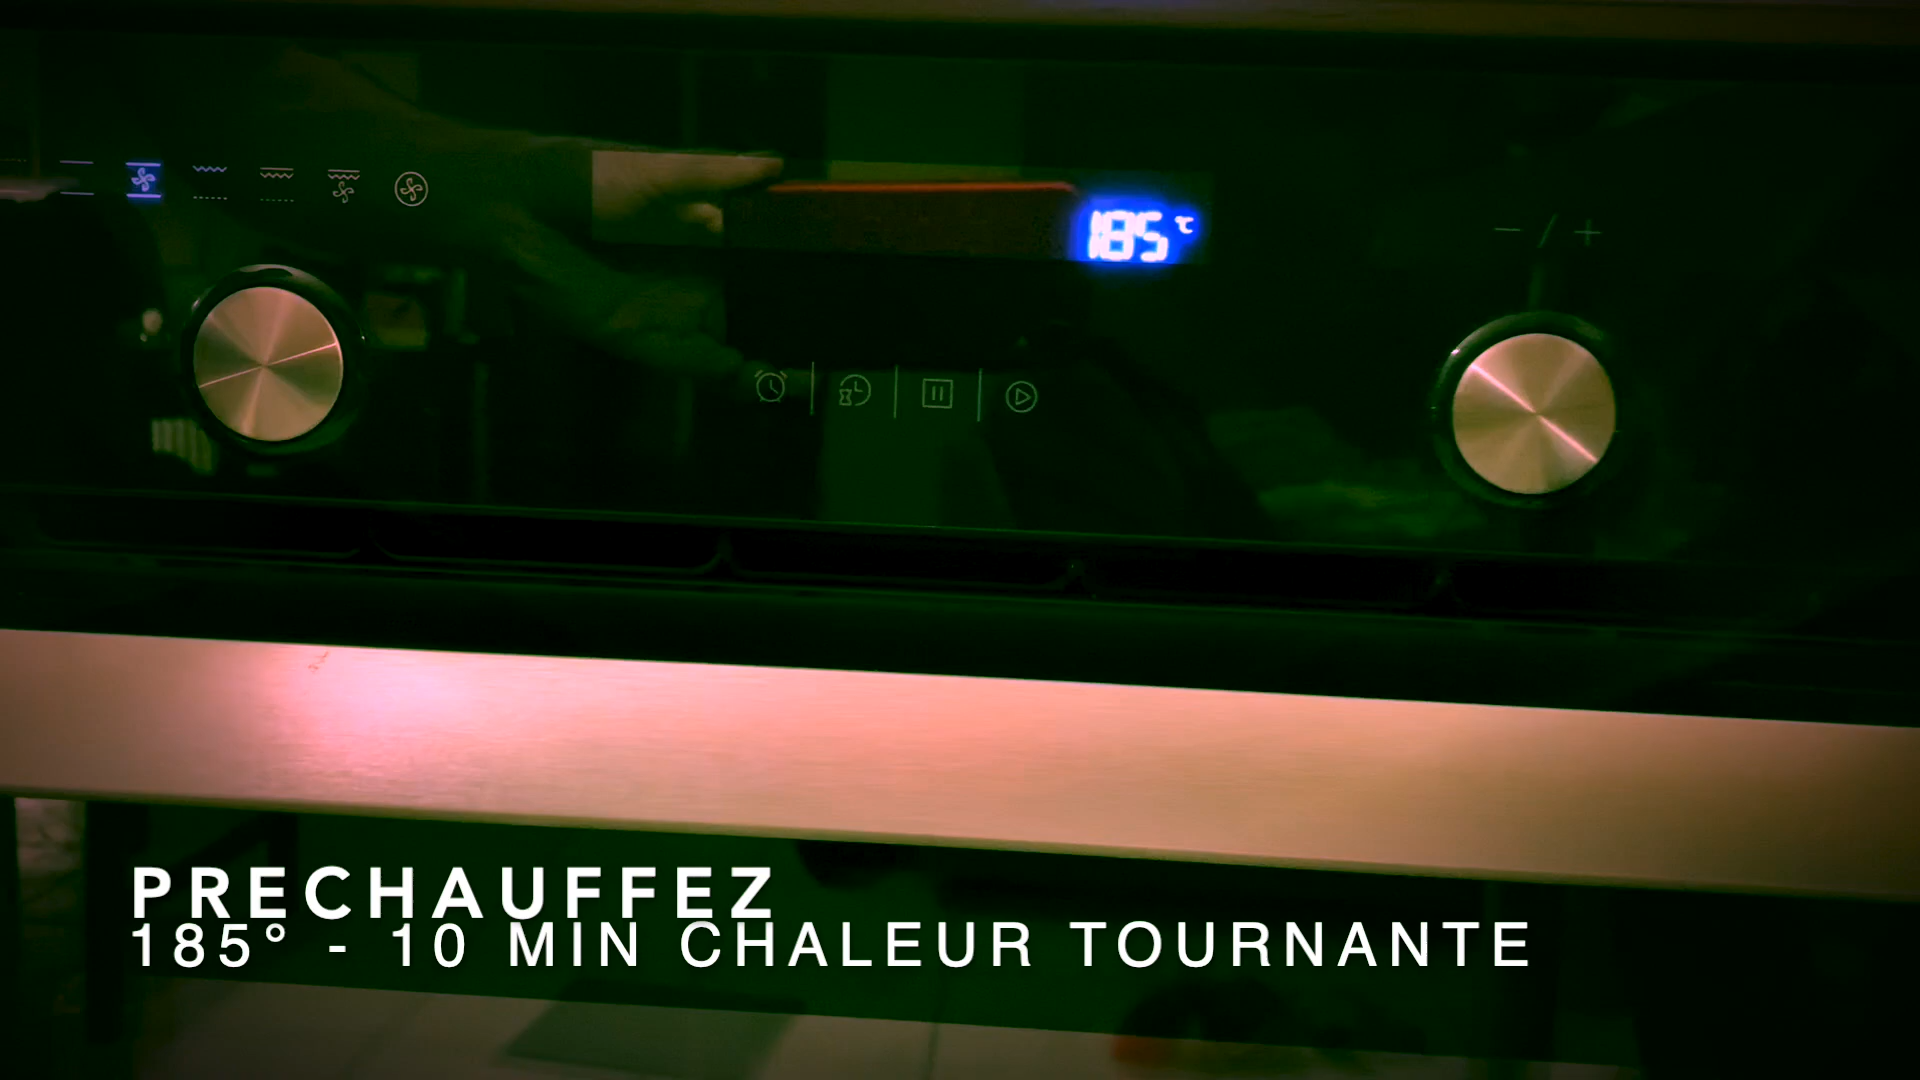 185 °C
- / +
PRECHAUFFEZ
185° - 10 MIN CHALEUR TOURNANTE